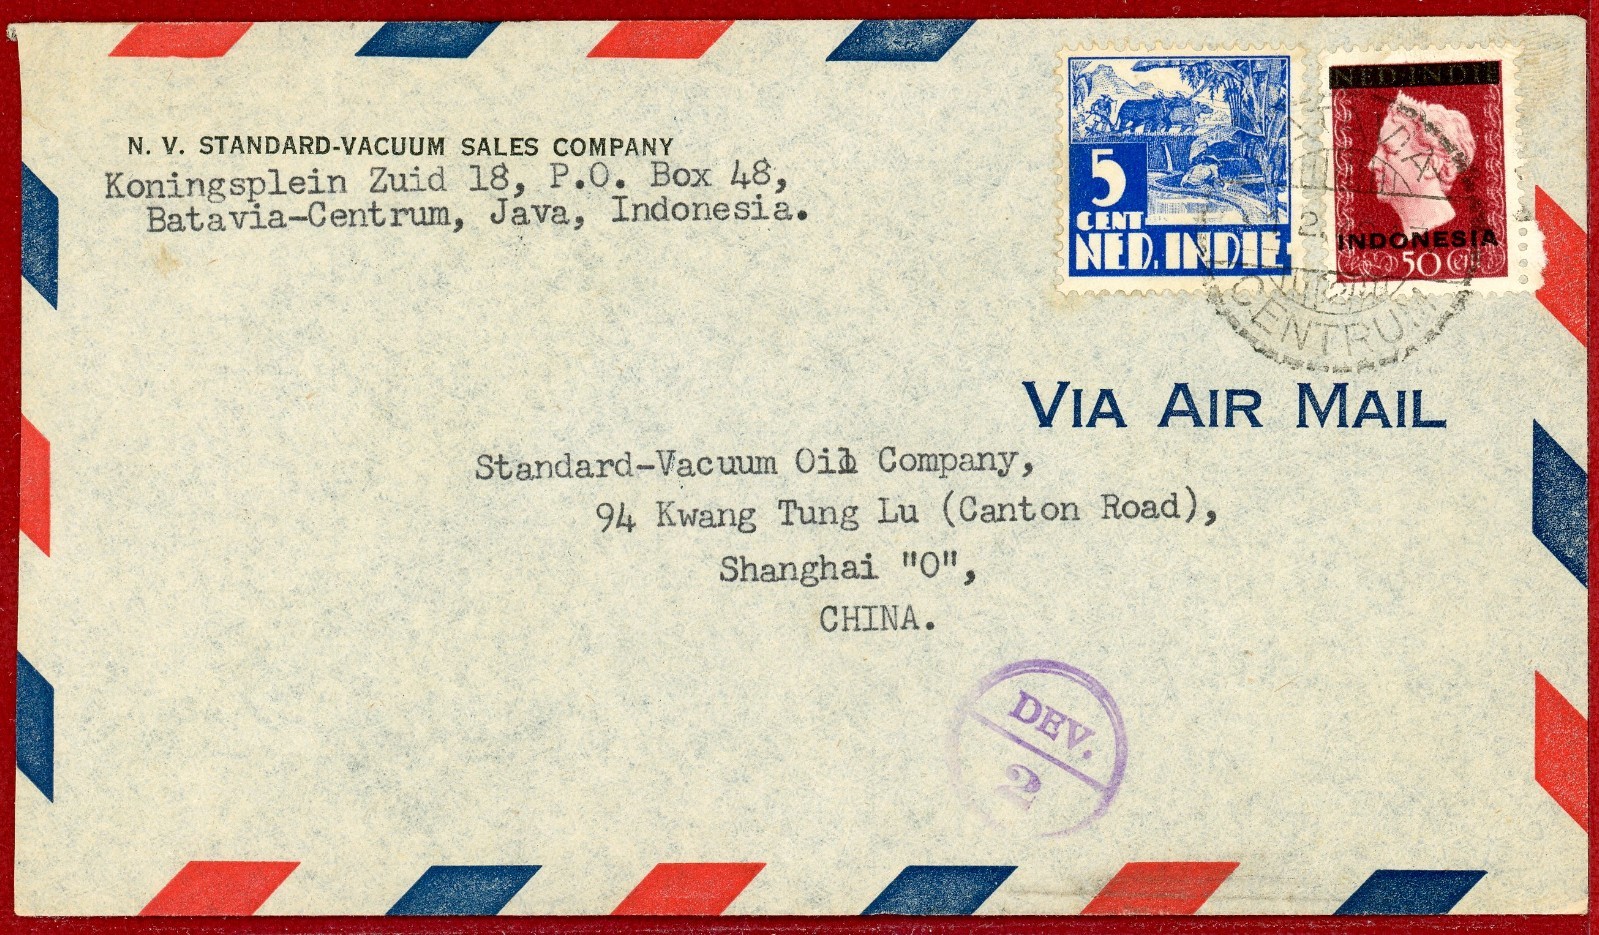 N. V. STANDARD-VACUUM SALES COMPANY
Koningsplein Zuid 18, P.O. Box 48,
Batavia-Centrum, Java, Indonesia.
5
CENT
NED. INDIE
NED-INDIE
INDONESIA
50 Ct
CENTRUM
VIA AIR MAIL
Standard-Vacuum Oil Company,
94 Kwang Tung Lu (Canton Road),
Shanghai "O",
CHINA.
DEV.
2